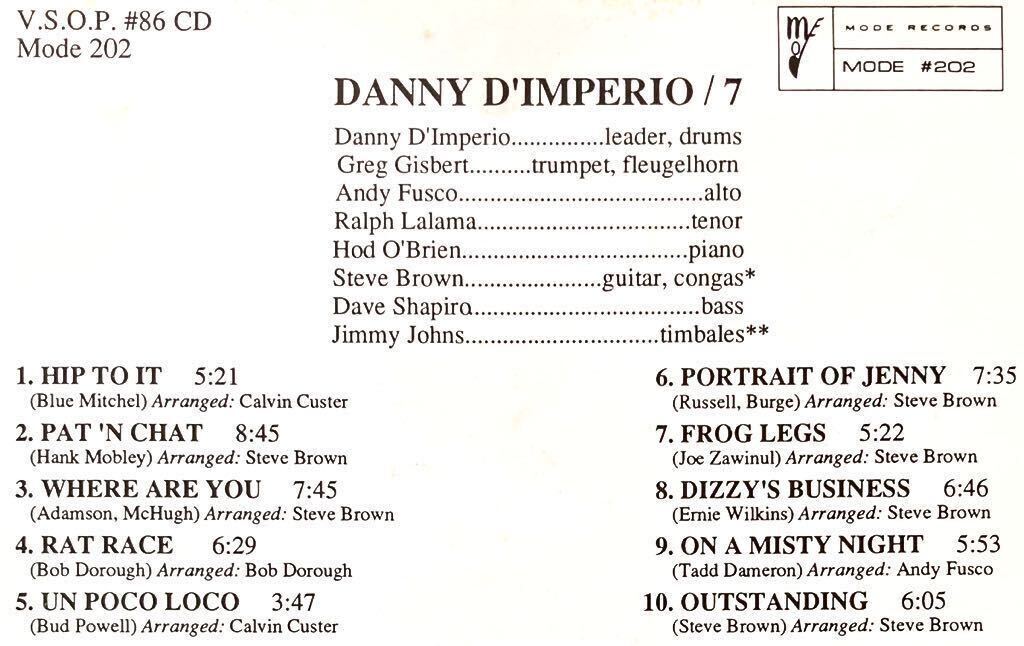 V.S.O.P. #86 CD
Mode 202
MODE RECORDS
MODE #202
DANNY D'IMPERIO / 7
Danny D'Imperio...............leader, drums
Greg Gisbert..........trumpet, fleugelhorn
Andy Fusco........................................alto
Ralph Lalama...................................tenor
Hod O'Brien.....................................piano
Steve Brown......................guitar, congas*
Dave Shapiro.....................................bass
Jimmy Johns................................timbales**
1. HIP TO IT 5:21
(Blue Mitchel) Arranged: Calvin Custer
2. PAT 'N CHAT 8:45
(Hank Mobley) Arranged: Steve Brown
3. WHERE ARE YOU 7:45
(Adamson, McHugh) Arranged: Steve Brown
4. RAT RACE 6:29
(Bob Dorough) Arranged: Bob Dorough
5. UN POCO LOCO 3:47
(Bud Powell) Arranged: Calvin Custer
6. PORTRAIT OF JENNY 7:35
(Russell, Burge) Arranged: Steve Brown
7. FROG LEGS 5:22
(Joe Zawinul) Arranged: Steve Brown
8. DIZZY'S BUSINESS 6:46
(Ernie Wilkins) Arranged: Steve Brown
9. ON A MISTY NIGHT 5:53
(Tadd Dameron) Arranged: Andy Fusco
10. OUTSTANDING 6:05
(Steve Brown) Arranged: Steve Brown